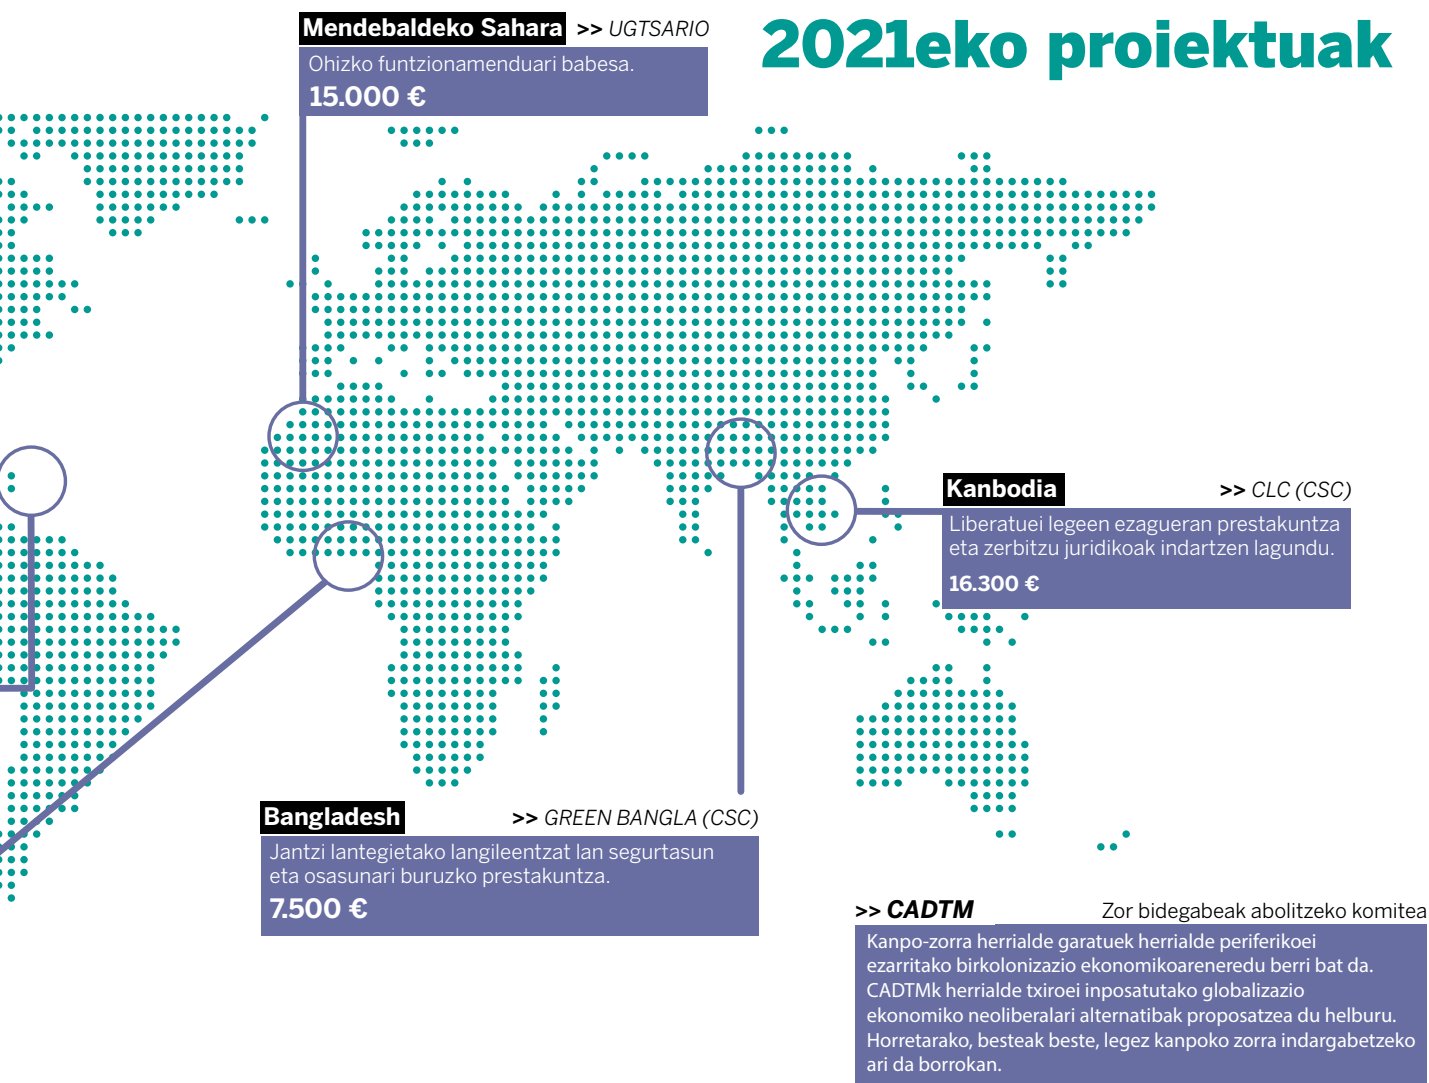 2021eko proiektuak
Mendebaldeko Sahara >> UGTSARIO
Ohizko funtzionamenduari babesa.
15.000 €
Kanbodia >> CLC (CSC)
Liberatuei legeen ezagueran prestakuntza
eta zerbitzu juridikoak indartzen lagundu.
16.300 €
Bangladesh >> GREEN BANGLA (CSC)
Jantzi lantegietako langileentzat lan segurtasun
eta osasunari buruzko prestakuntza.
7.500 €
>> CADTM Zor bidegabeak abolitzeko komitea
Kanpo-zorra herrialde garatuek herrialde periferikoei
ezarritako birkolonizazio ekonomikoareneredu berri bat da.
CADTMk herrialde txiroei inposatutako globalizazio
ekonomiko neoliberalari alternatibak proposatzea du helburu.
Horretarako, besteak beste, legez kanpoko zorra indargabetzeko
ari da borrokan.